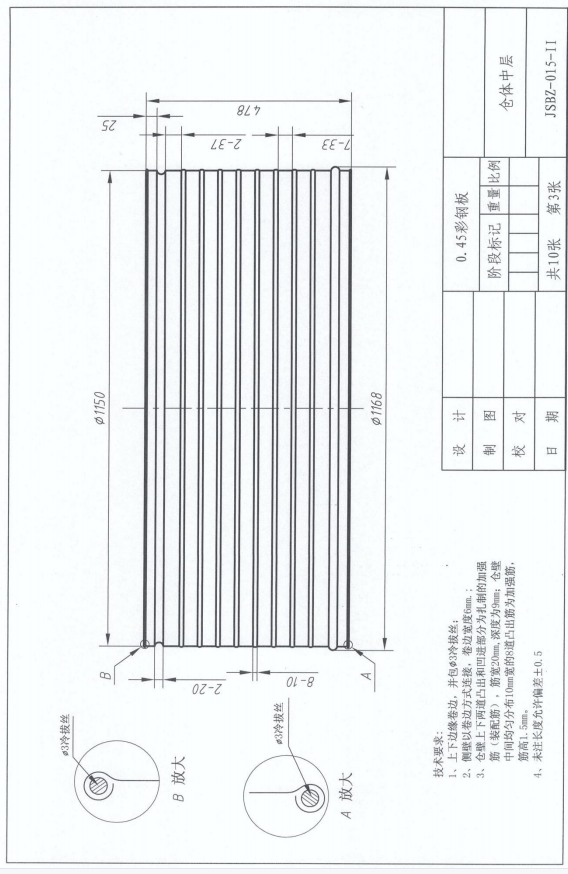 φ3冷拔丝
B 放大
φ3冷拔丝
A 放大
B
A
2-20
8-10
ϕ1150
ϕ1168
25
478
2-37
7-33
技术要求:
1、上下边缘卷边，并包φ3冷拔丝;
2、侧壁以卷边方式连接，卷边宽度6mm.;
3、仓壁上下两道凸出和凹进部分为扎制的加强
筋（装配筋），筋宽20mm,深度为9mm; 仓壁
中间均匀分布10mm宽的8道凸出筋为加强筋,
筋高1.5mm。
4、未注长度允许偏差±0.5
设 计
制 图
校 对
日 期
0.45彩钢板
阶段标记 重量 比例
共10张 第3张
仓体中层
JSBZ-015-II